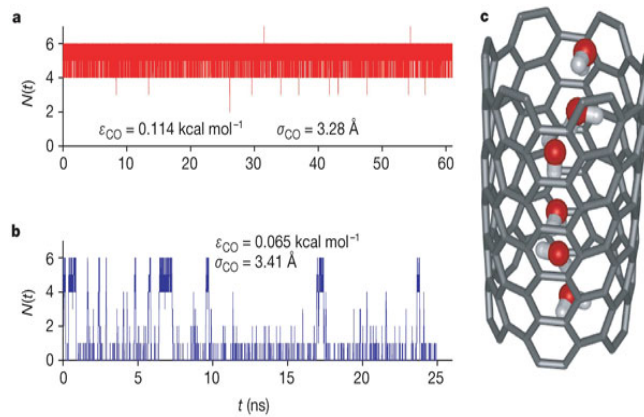 a
N(t)
6
4
2
0
ε_CO = 0.114 kcal mol⁻¹ σ_CO = 3.28 Å
0 10 20 30 40 50 60
b
N(t)
6
4
2
0
ε_CO = 0.065 kcal mol⁻¹
σ_CO = 3.41 Å
0 5 10 15 20 25
t (ns)
c